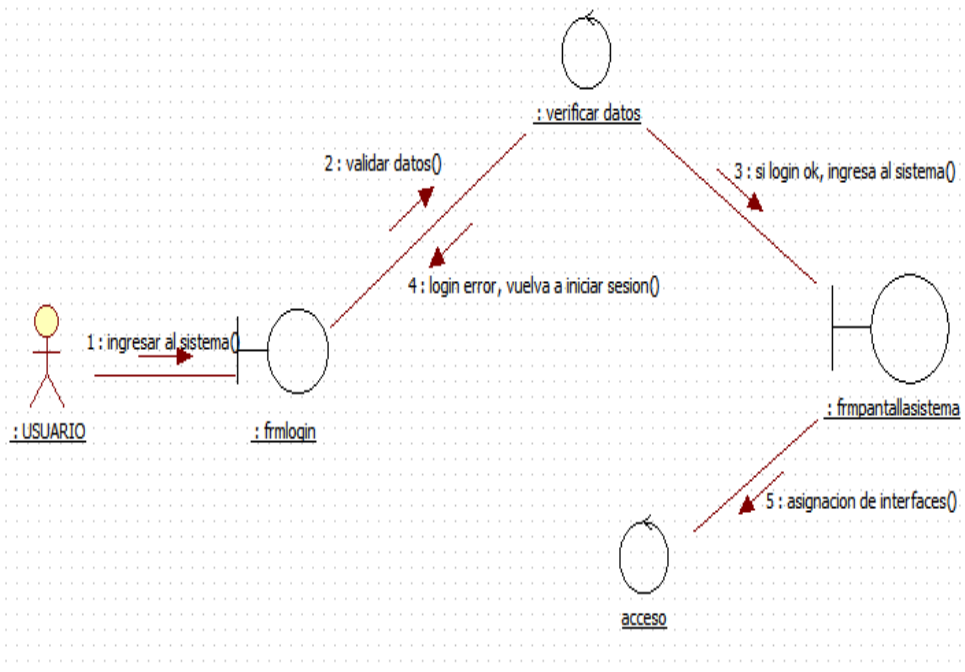 : verificar datos
2 : validar datos()
3 : si login ok, ingresa al sistema()
4 : login error, vuelva a iniciar sesion()
1 : ingresar al sistema()
: USUARIO
: frmlogin
: frmpantallasistema
5 : asignacion de interfaces()
acceso